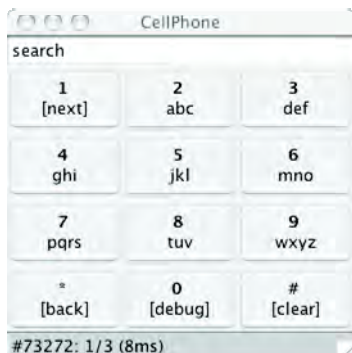 CellPhone
search
1 2 3
[next] abc def
4 5 6
ghi jkl mno
7 8 9
pqrs tuv wxyz
* 0 #
[back] [debug] [clear]
#73272: 1/3 (8ms)